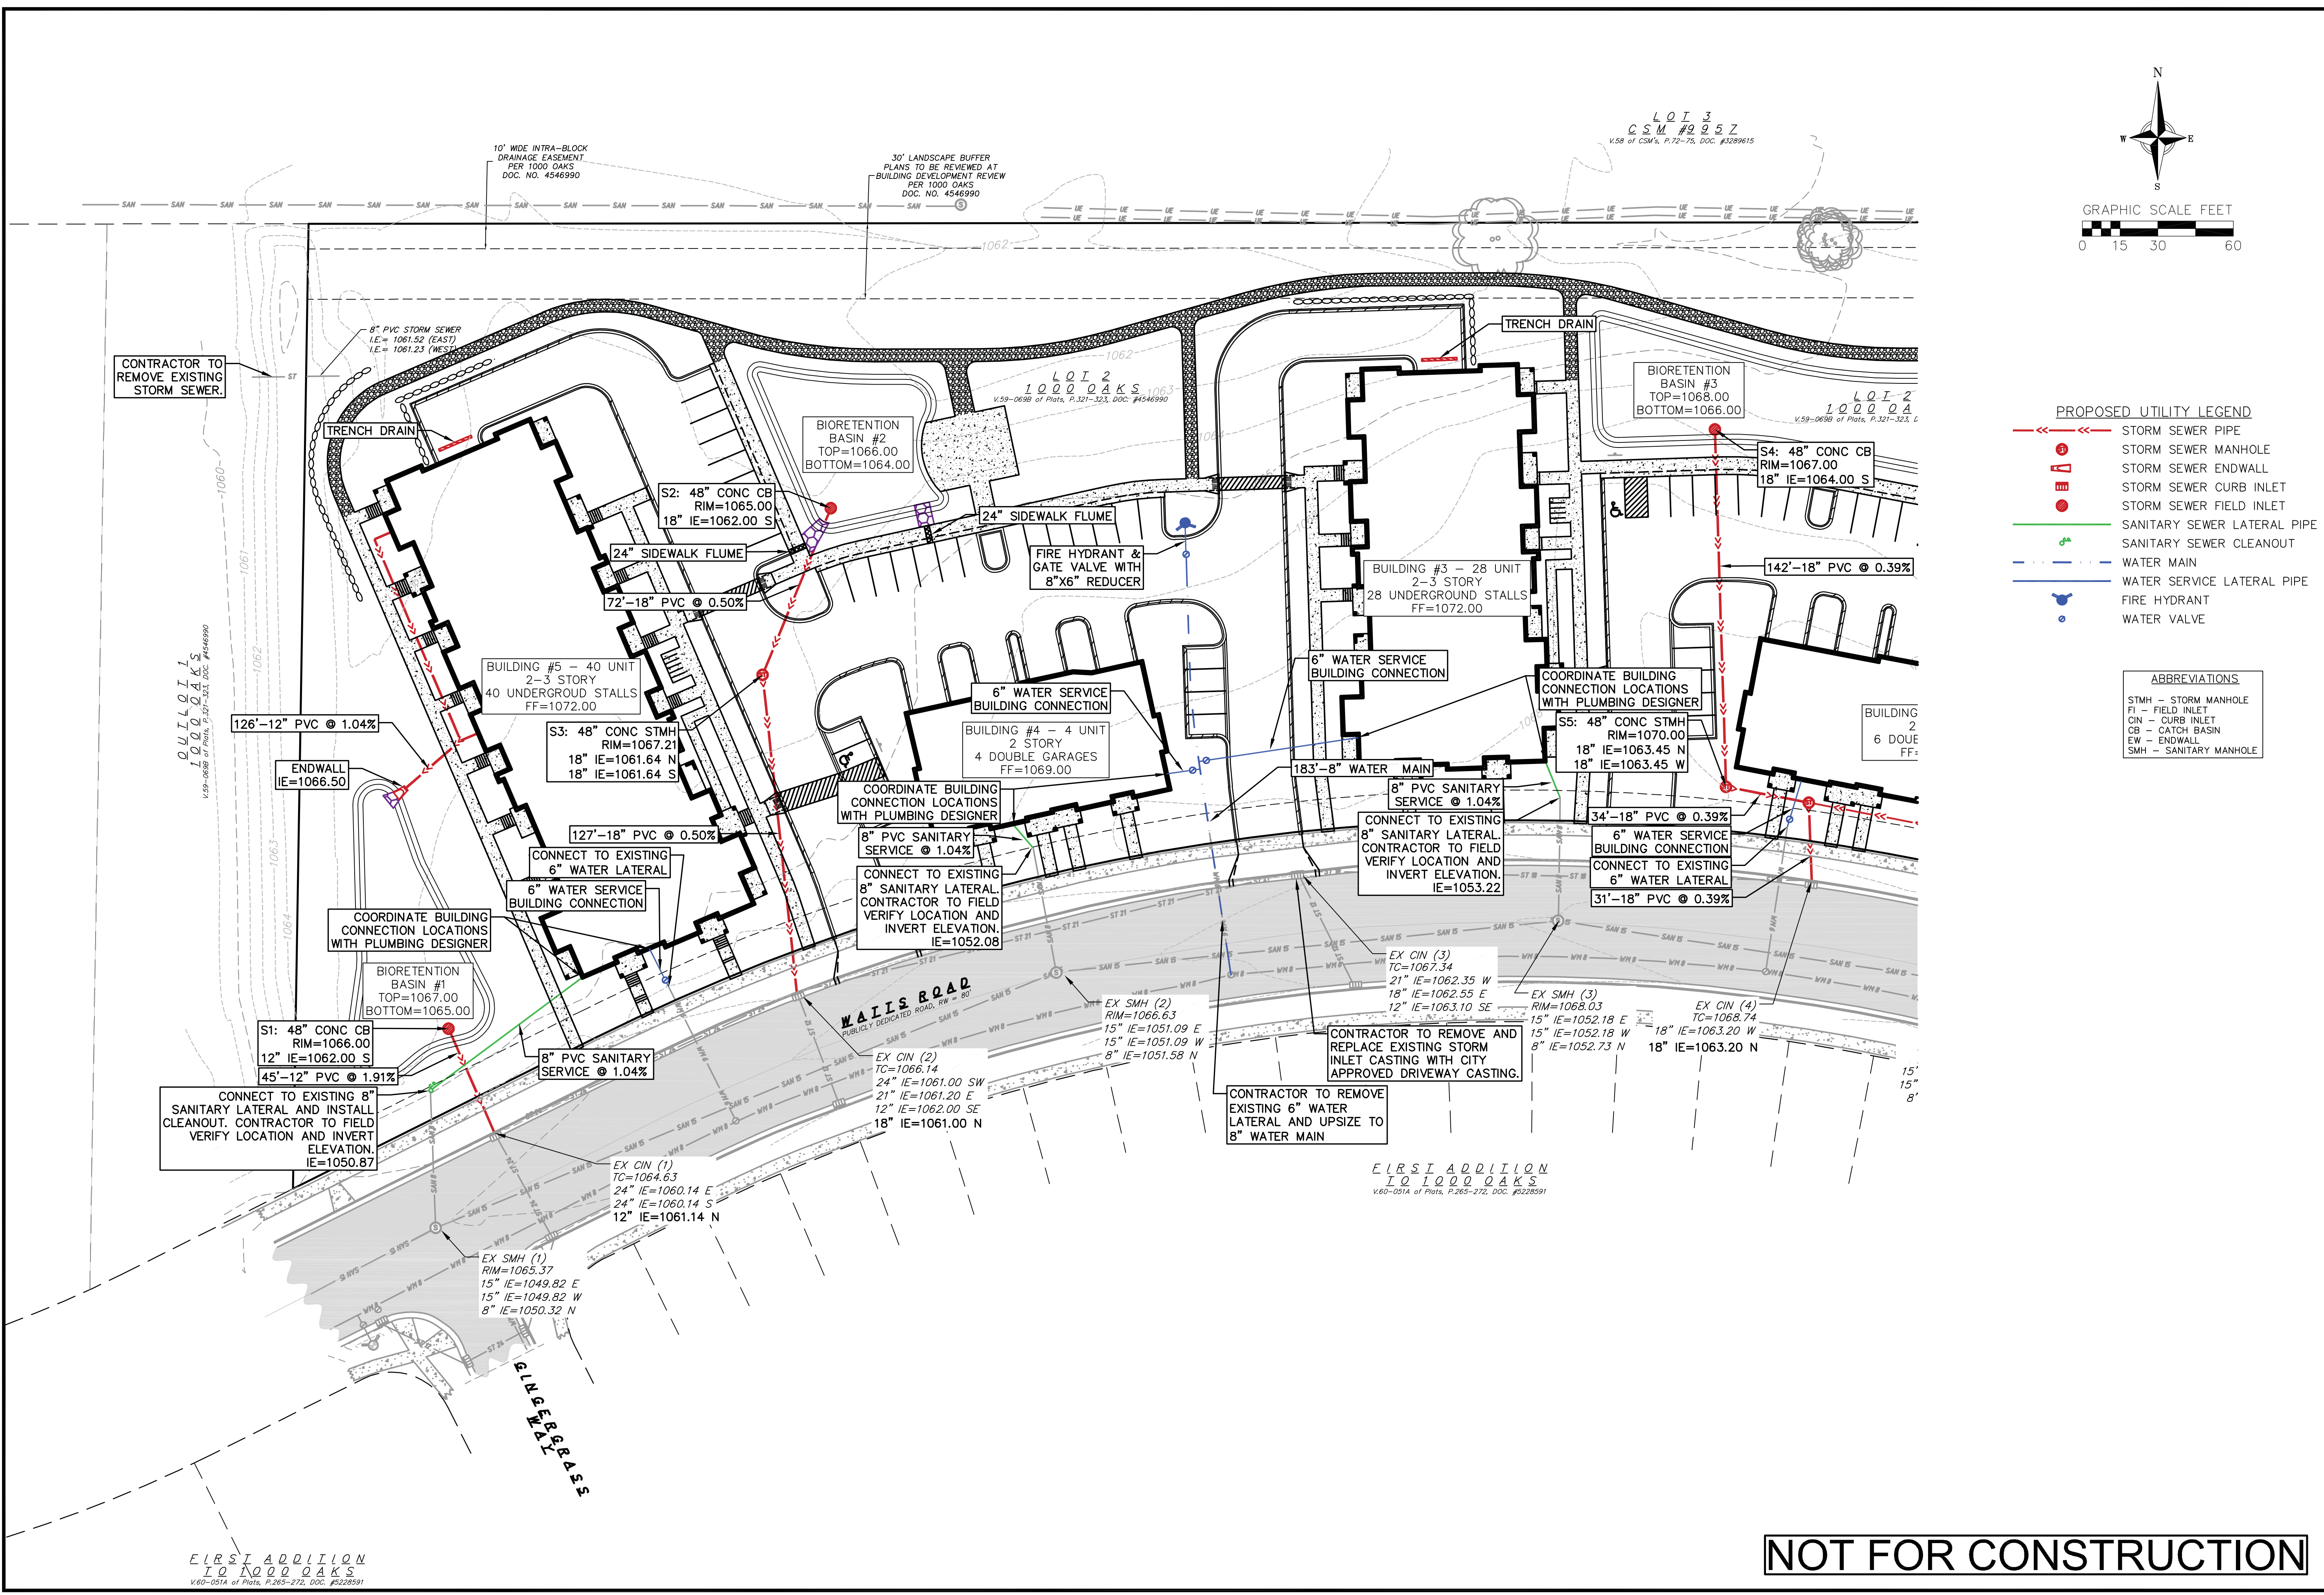 N
W
E
S
GRAPHIC SCALE FEET
0 15 30 60
LOT 3
CSM #9957
V.58 of CSM's, P.72-75, DOC. #3289615
10' WIDE INTRA-BLOCK
DRAINAGE EASEMENT
PER 1000 OAKS
DOC. NO. 4546990
30' LANDSCAPE BUFFER
PLANS TO BE REVIEWED AT
BUILDING DEVELOPMENT REVIEW
PER 1000 OAKS
DOC. NO. 4546990
8" PVC STORM SEWER
I.E.= 1061.52 (EAST)
I.E.= 1061.23 (WEST)
CONTRACTOR TO
REMOVE EXISTING
STORM SEWER.
ST
TRENCH DRAIN
1062
1062
1063
LOT 2
1000 OAKS
V.59-069B of Plats, P.321-323, DOC. #4546990
BIORETENTION
BASIN #2
TOP=1066.00
BOTTOM=1064.00
TRENCH DRAIN
BIORETENTION
BASIN #3
TOP=1068.00
BOTTOM=1066.00
LOT 2
1000 OA
V.59-069B of Plats, P.321-323, D
S4: 48" CONC CB
RIM=1067.00
18" IE=1064.00 S
S2: 48" CONC CB
RIM=1065.00
18" IE=1062.00 S
24" SIDEWALK FLUME
24" SIDEWALK FLUME
FIRE HYDRANT &
GATE VALVE WITH
8"X6" REDUCER
72'-18" PVC @ 0.50%
142'-18" PVC @ 0.39%
BUILDING #3 - 28 UNIT
2-3 STORY
28 UNDERGROUND STALLS
FF=1072.00
PROPOSED UTILITY LEGEND
STORM SEWER PIPE
STORM SEWER MANHOLE
STORM SEWER ENDWALL
STORM SEWER CURB INLET
STORM SEWER FIELD INLET
SANITARY SEWER LATERAL PIPE
SANITARY SEWER CLEANOUT
WATER MAIN
WATER SERVICE LATERAL PIPE
FIRE HYDRANT
WATER VALVE
ABBREVIATIONS
STMH - STORM MANHOLE
FI - FIELD INLET
CIN - CURB INLET
CB - CATCH BASIN
EW - ENDWALL
SMH - SANITARY MANHOLE
1060
1061
1062
1063
1064
OUTLOT 1
1000 OAKS
V.59-069B of Plats, P.321-323, DOC. #4546990
BUILDING #5 - 40 UNIT
2-3 STORY
40 UNDERGROUD STALLS
FF=1072.00
126'-12" PVC @ 1.04%
ENDWALL
IE=1066.50
S3: 48" CONC STMH
RIM=1067.21
18" IE=1061.64 N
18" IE=1061.64 S
6" WATER SERVICE
BUILDING CONNECTION
BUILDING #4 - 4 UNIT
2 STORY
4 DOUBLE GARAGES
FF=1069.00
6" WATER SERVICE
BUILDING CONNECTION
183'-8" WATER MAIN
COORDINATE BUILDING
CONNECTION LOCATIONS
WITH PLUMBING DESIGNER
S5: 48" CONC STMH
RIM=1070.00
18" IE=1063.45 N
18" IE=1063.45 W
BUILDING
2
6 DOUB
FF=
COORDINATE BUILDING
CONNECTION LOCATIONS
WITH PLUMBING DESIGNER
8" PVC SANITARY
SERVICE @ 1.04%
CONNECT TO EXISTING
8" SANITARY LATERAL.
CONTRACTOR TO FIELD
VERIFY LOCATION AND
INVERT ELEVATION.
IE=1052.08
8" PVC SANITARY
SERVICE @ 1.04%
CONNECT TO EXISTING
8" SANITARY LATERAL.
CONTRACTOR TO FIELD
VERIFY LOCATION AND
INVERT ELEVATION.
IE=1053.22
34'-18" PVC @ 0.39%
6" WATER SERVICE
BUILDING CONNECTION
CONNECT TO EXISTING
6" WATER LATERAL
31'-18" PVC @ 0.39%
127'-18" PVC @ 0.50%
CONNECT TO EXISTING
6" WATER LATERAL
6" WATER SERVICE
BUILDING CONNECTION
COORDINATE BUILDING
CONNECTION LOCATIONS
WITH PLUMBING DESIGNER
BIORETENTION
BASIN #1
TOP=1067.00
BOTTOM=1065.00
S1: 48" CONC CB
RIM=1066.00
12" IE=1062.00 S
45'-12" PVC @ 1.91%
CONNECT TO EXISTING 8"
SANITARY LATERAL AND INSTALL
CLEANOUT. CONTRACTOR TO FIELD
VERIFY LOCATION AND INVERT
ELEVATION.
IE=1050.87
8" PVC SANITARY
SERVICE @ 1.04%
WATTS ROAD
PUBLICLY DEDICATED ROAD, RW = 80'
EX CIN (2)
TC=1066.14
24" IE=1061.00 SW
21" IE=1061.20 E
12" IE=1062.00 SE
18" IE=1061.00 N
EX SMH (2)
RIM=1066.63
15" IE=1051.09 E
15" IE=1051.09 W
8" IE=1051.58 N
EX CIN (3)
TC=1067.34
21" IE=1062.35 W
18" IE=1062.55 E
12" IE=1063.10 SE
EX SMH (3)
RIM=1068.03
15" IE=1052.18 E
15" IE=1052.18 W
8" IE=1052.73 N
EX CIN (4)
TC=1068.74
18" IE=1063.20 W
18" IE=1063.20 N
15'
15"
8'
CONTRACTOR TO REMOVE AND
REPLACE EXISTING STORM
INLET CASTING WITH CITY
APPROVED DRIVEWAY CASTING.
CONTRACTOR TO REMOVE
EXISTING 6" WATER
LATERAL AND UPSIZE TO
8" WATER MAIN
EX CIN (1)
TC=1064.63
24" IE=1060.14 E
24" IE=1060.14 S
12" IE=1061.14 N
EX SMH (1)
RIM=1065.37
15" IE=1049.82 E
15" IE=1049.82 W
8" IE=1050.32 N
FIRST ADDITION
TO 1000 OAKS
V.60-051A of Plats, P.265-272, DOC. #5228591
GINGERGRASS
WAY
FIRST ADDITION
TO 1000 OAKS
V.60-051A of Plats, P.265-272, DOC. #5228591
NOT FOR CONSTRUCTION